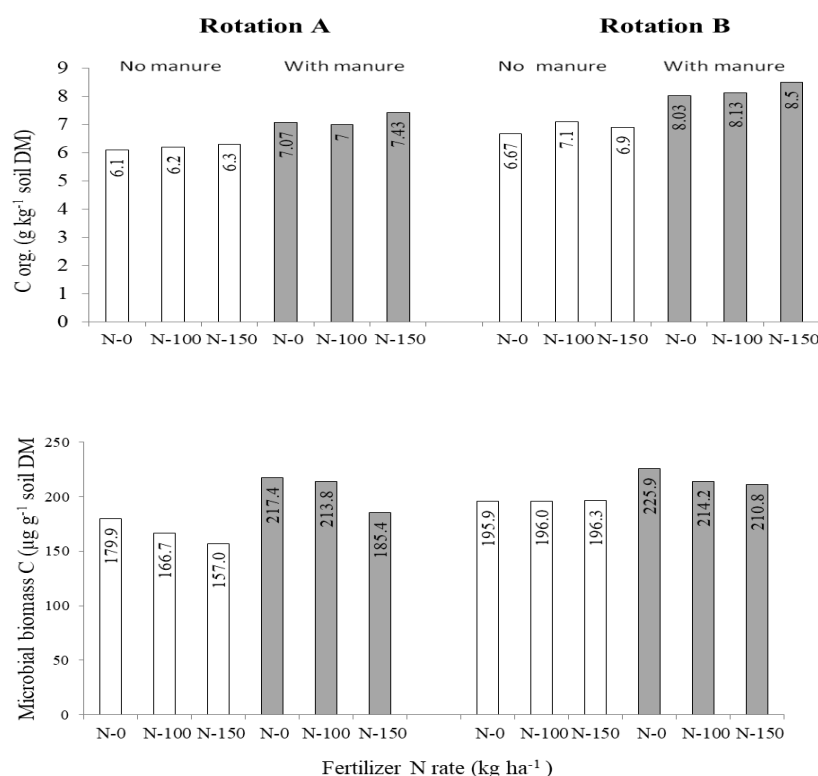 Rotation A Rotation B
No manure With manure No manure With manure
C org. (g kg-1 soil DM)
9
8
7
6
5
4
3
2
1
0
6.1 6.2 6.3 7.07 7 7.43 6.67 7.1 6.9 8.03 8.13 8.5
N-0 N-100 N-150 N-0 N-100 N-150 N-0 N-100 N-150 N-0 N-100 N-150
Microbial biomass C (µg g-1 soil DM
250
200
150
100
50
0
179.9 166.7 157.0 217.4 213.8 185.4 195.9 196.0 196.3 225.9 214.2 210.8
N-0 N-100 N-150 N-0 N-100 N-150 N-0 N-100 N-150 N-0 N-100 N-150
Fertilizer N rate (kg ha-1 )